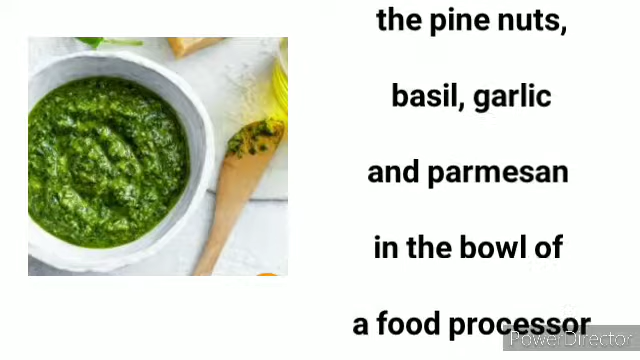 the pine nuts,
basil, garlic
and parmesan
in the bowl of
a food processor
PowerDirector